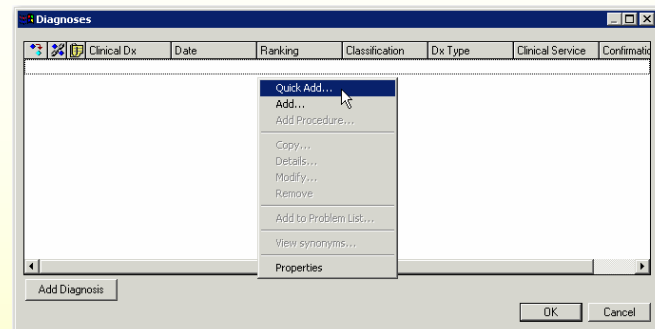 Diagnoses
Clinical Dx Date Ranking Classification Dx Type Clinical Service Confirmatic
Quick Add...
Add...
Add Procedure...
Copy...
Details...
Modify...
Remove
Add to Problem List...
View synonyms...
Properties
Add Diagnosis
OK Cancel